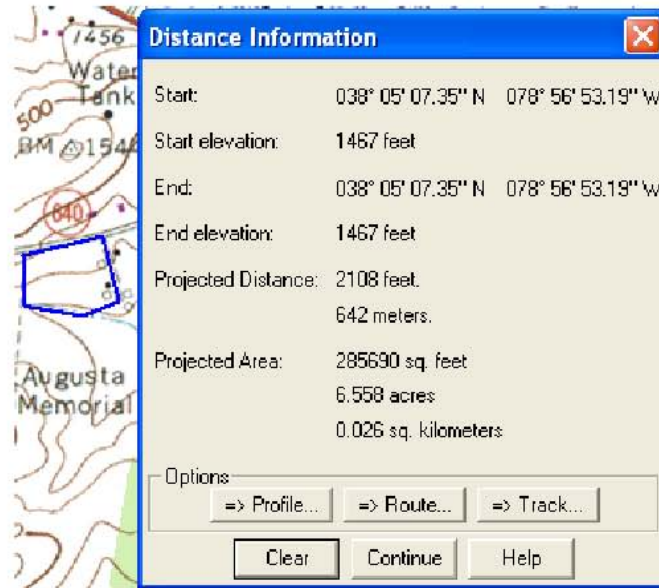 1456
Water
Tank
500
BM
640
Augusta
Memorial
Distance Information
Start: 038° 05' 07.35" N 078° 56' 53.19" W
Start elevation: 1467 feet
End: 038° 05' 07.35" N 078° 56' 53.19" W
End elevation: 1467 feet
Projected Distance: 2108 feet.
642 meters.
Projected Area: 285690 sq. feet
6.558 acres
0.026 sq. kilometers
Options
=> Profile... => Route... => Track...
Clear Continue Help